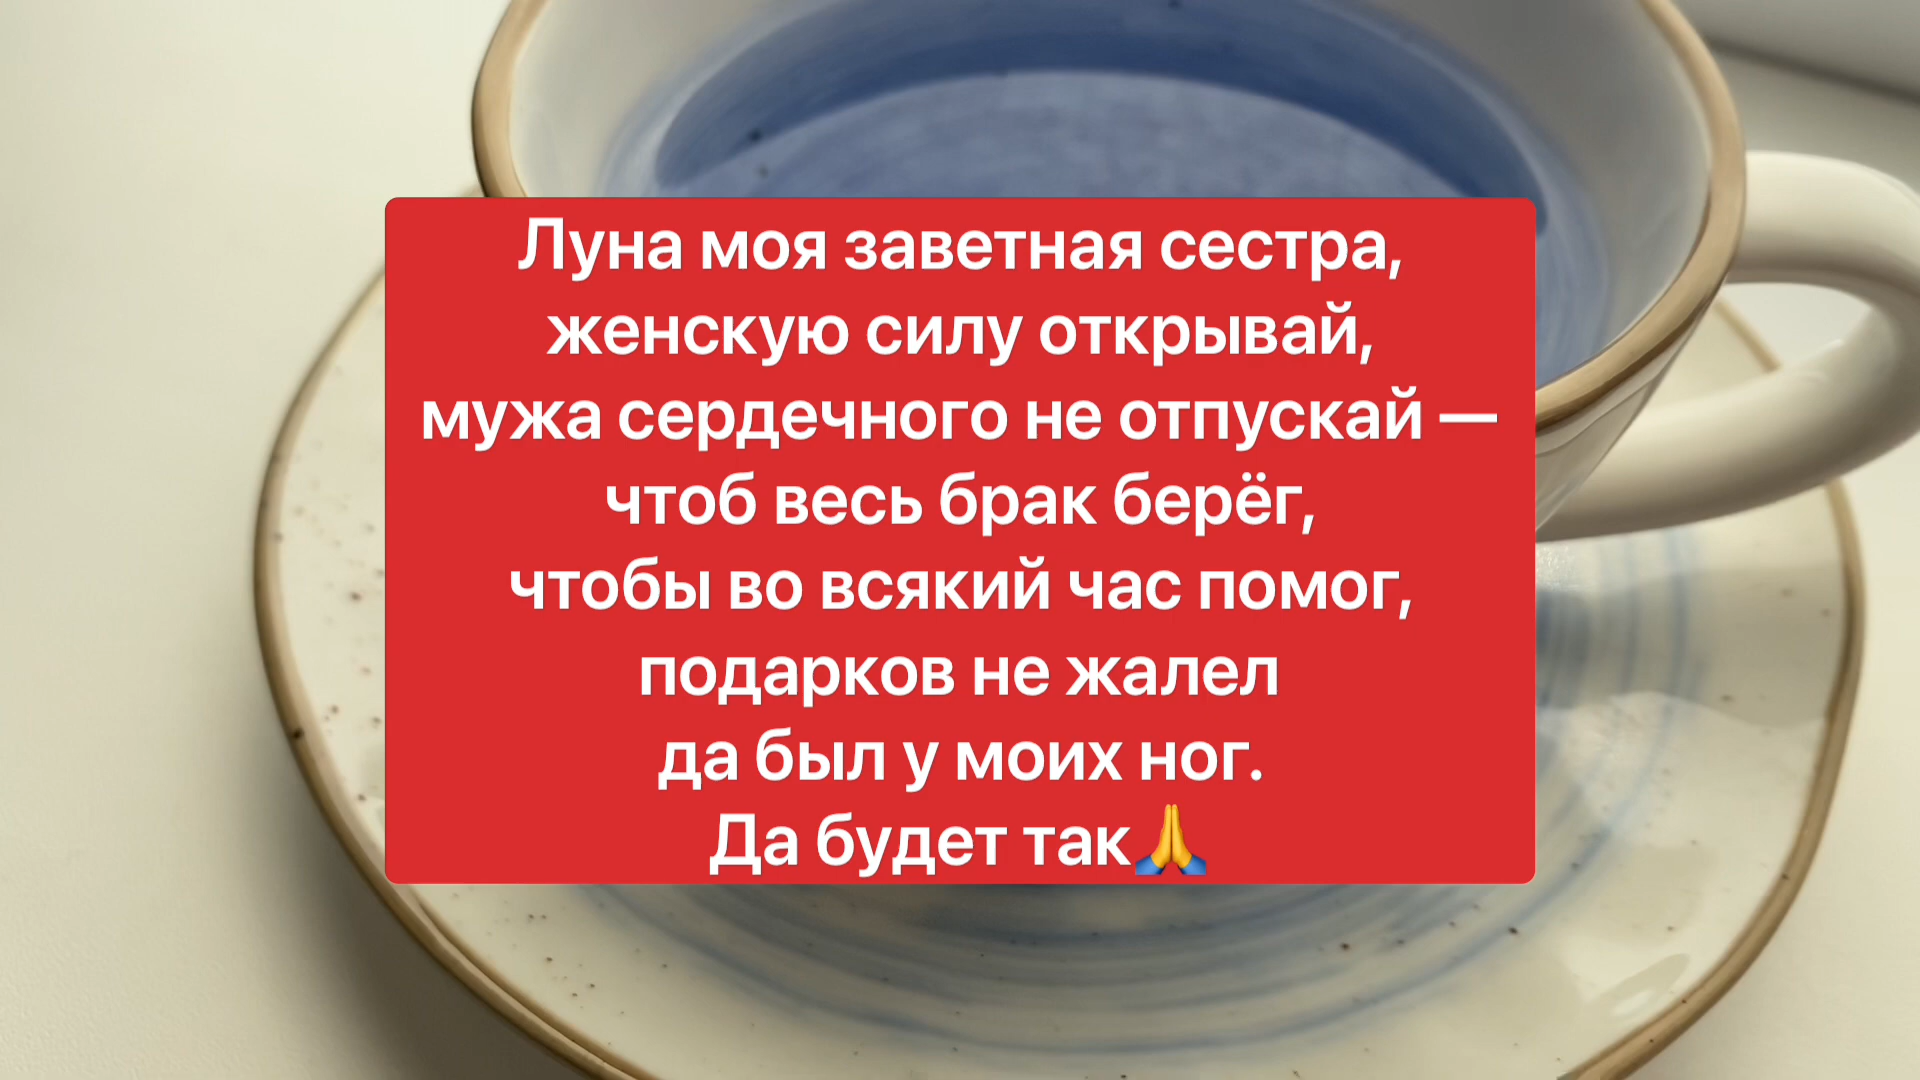 Луна моя заветная сестра,
женскую силу открывай,
мужа сердечного не отпускай —
чтоб весь брак берёг,
чтобы во всякий час помог,
подарков не жалел
да был у моих ног.
Да будет так🙏